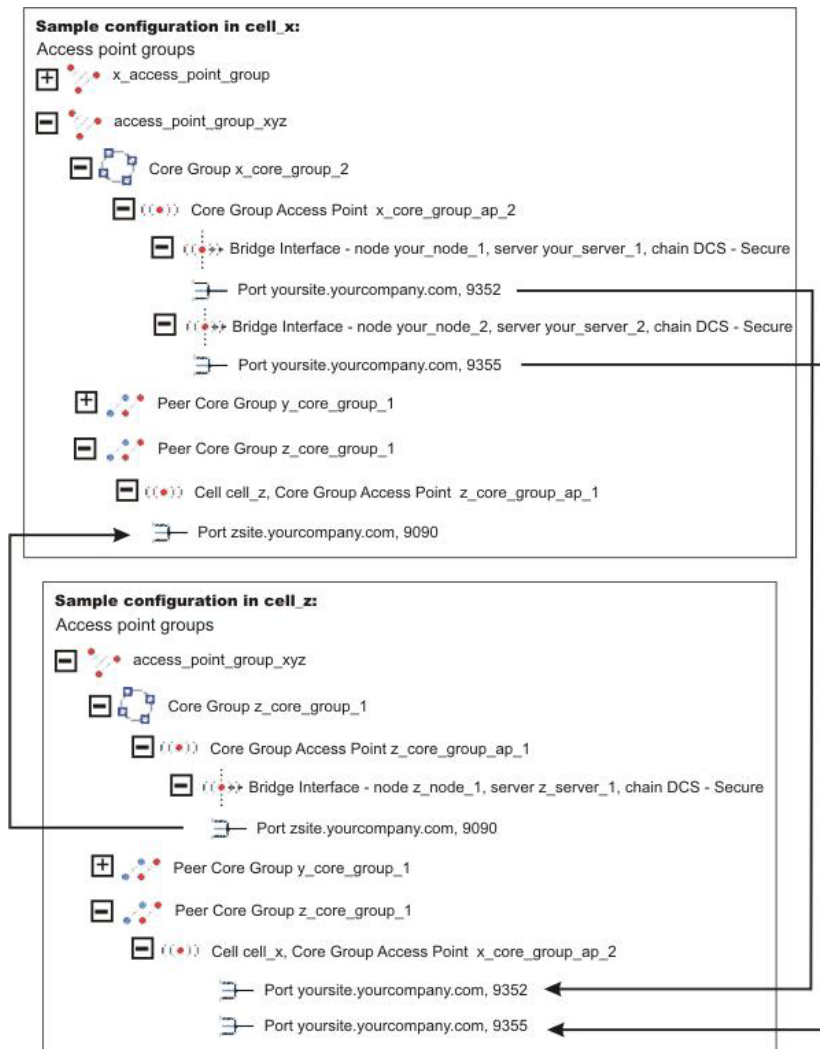 Sample configuration in cell_x:
Access point groups
x_access_point_group
access_point_group_xyz
Core Group x_core_group_2
Core Group Access Point x_core_group_ap_2
Bridge Interface - node your_node_1, server your_server_1, chain DCS - Secure
Port yoursite.yourcompany.com, 9352
Bridge Interface - node your_node_2, server your_server_2, chain DCS - Secure
Port yoursite.yourcompany.com, 9355
Peer Core Group y_core_group_1
Peer Core Group z_core_group_1
Cell cell_z, Core Group Access Point z_core_group_ap_1
Port zsite.yourcompany.com, 9090
Sample configuration in cell_z:
Access point groups
access_point_group_xyz
Core Group z_core_group_1
Core Group Access Point z_core_group_ap_1
Bridge Interface - node z_node_1, server z_server_1, chain DCS - Secure
Port zsite.yourcompany.com, 9090
Peer Core Group y_core_group_1
Peer Core Group z_core_group_1
Cell cell_x, Core Group Access Point x_core_group_ap_2
Port yoursite.yourcompany.com, 9352
Port yoursite.yourcompany.com, 9355